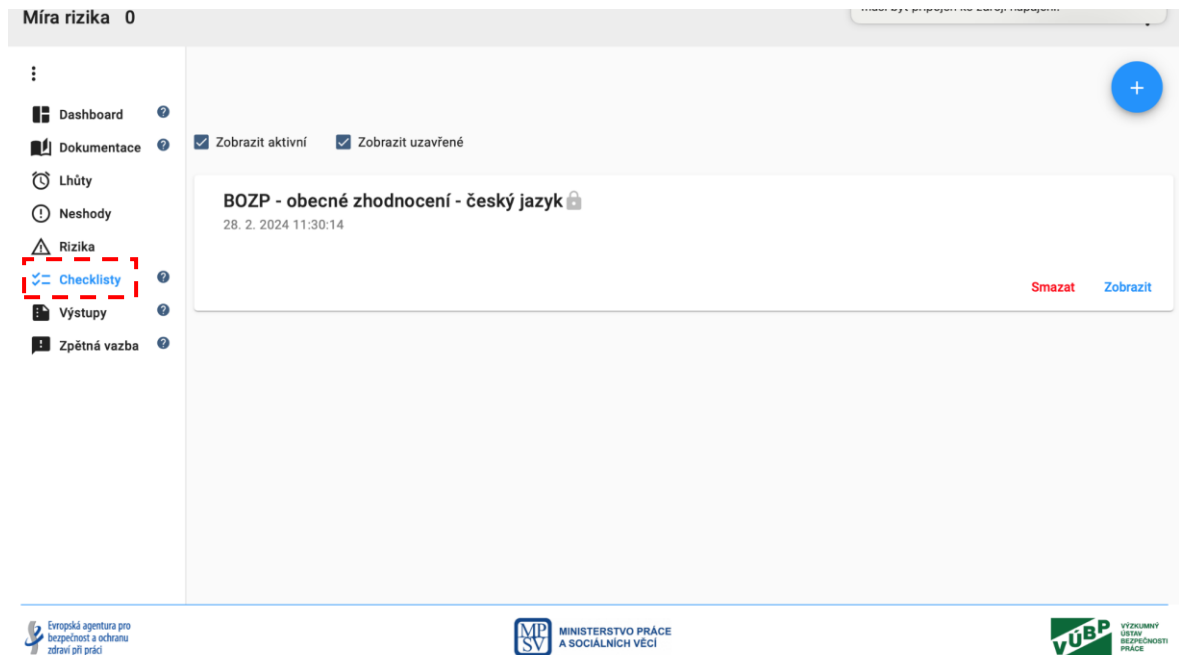 Míra rizika 0
Dashboard
Dokumentace
Lhůty
Neshody
Rizika
Checklisty
Výstupy
Zpětná vazba
Zobrazit aktivní Zobrazit uzavřené
BOZP - obecné zhodnocení - český jazyk
28. 2. 2024 11:30:14
Smazat Zobrazit
Evropská agentura pro
bezpečnost a ochranu
zdraví při práci
MPSV
MINISTERSTVO PRÁCE
A SOCIÁLNÍCH VĚCÍ
VÚBP
VÝZKUMNÝ
ÚSTAV
BEZPEČNOSTI
PRÁCE